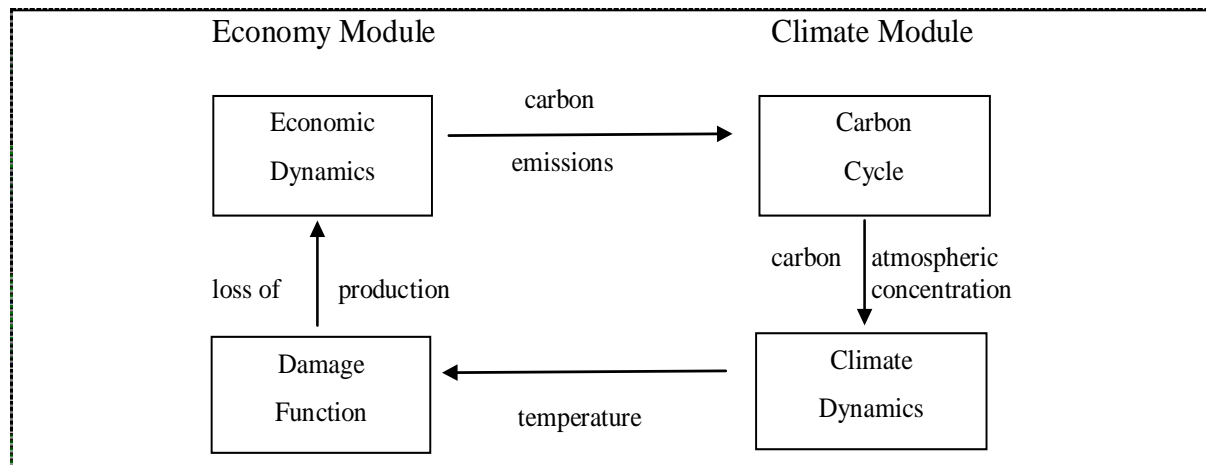 Economy Module
Climate Module
Economic
Dynamics
carbon
emissions
Carbon
Cycle
loss of
production
carbon
atmospheric
concentration
Damage
Function
temperature
Climate
Dynamics